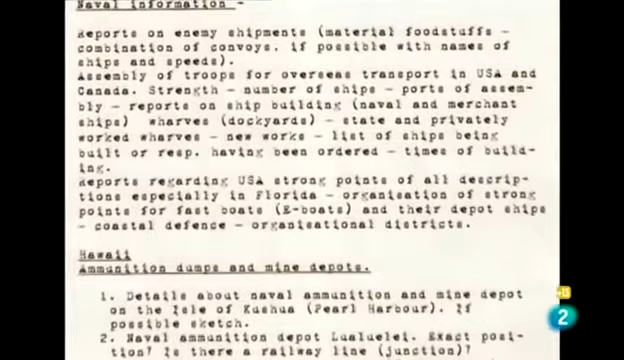 Naval information -
Reports on enemy shipments (material foodstuffs -
combination of convoys, if possible with names of
ships and speeds).
Assembly of troops for overseas transport in USA and
Canada. Strength - number of ships - ports of assem-
bly - reports on ship building (naval and merchant
ships) wharves (dockyards) - state and privately
worked wharves - new works - list of ships being
built or resp. having been ordered - times of build-
ing.
Reports regarding USA strong points of all descrip-
tions especially in Florida - organisation of strong
points for fast boats (E-boats) and their depot ships
- coastal defence - organisational districts.
Hawaii
Ammunition dumps and mine depots.
1. Details about naval ammunition and mine depot
on the Isle of Kushua (Pearl Harbour). If
possible sketch.
2. Naval ammunition depot Lualuelei. Exact posi-
tion? Is there a railway line (junction)?
+13
2